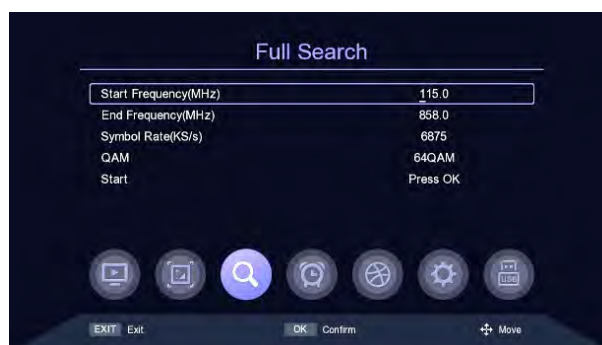 Full Search
Start Frequency(MHz) 115.0
End Frequency(MHz) 858.0
Symbol Rate(KS/s) 6875
QAM 64QAM
Start Press OK
USB
EXIT Exit OK Confirm Move